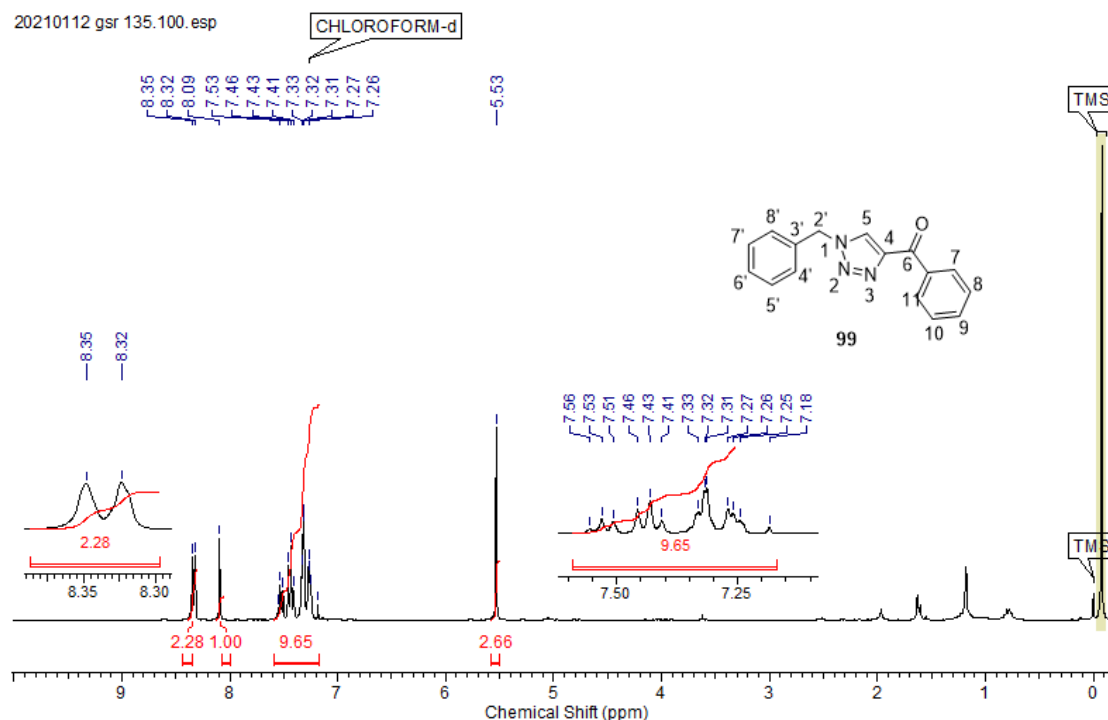 20210112 gsr 135.100.esp
CHLOROFORM-d
8.35 8.32 8.09 7.53 7.46 7.43 7.41 7.33 7.32 7.31 7.27 7.26
5.53
TMS
8' 2' 5 O
7' 3' 4
1 N 6 7
6' 4' 2 N N 3 11 8
5' 10 9
99
8.35 8.32
7.56 7.53 7.51 7.46 7.43 7.41 7.33 7.32 7.31 7.27 7.26 7.25 7.18
2.28
9.65
8.35 8.30
7.50 7.25
TMS
2.28 1.00 9.65 2.66
9 8 7 6 5 4 3 2 1 0
Chemical Shift (ppm)